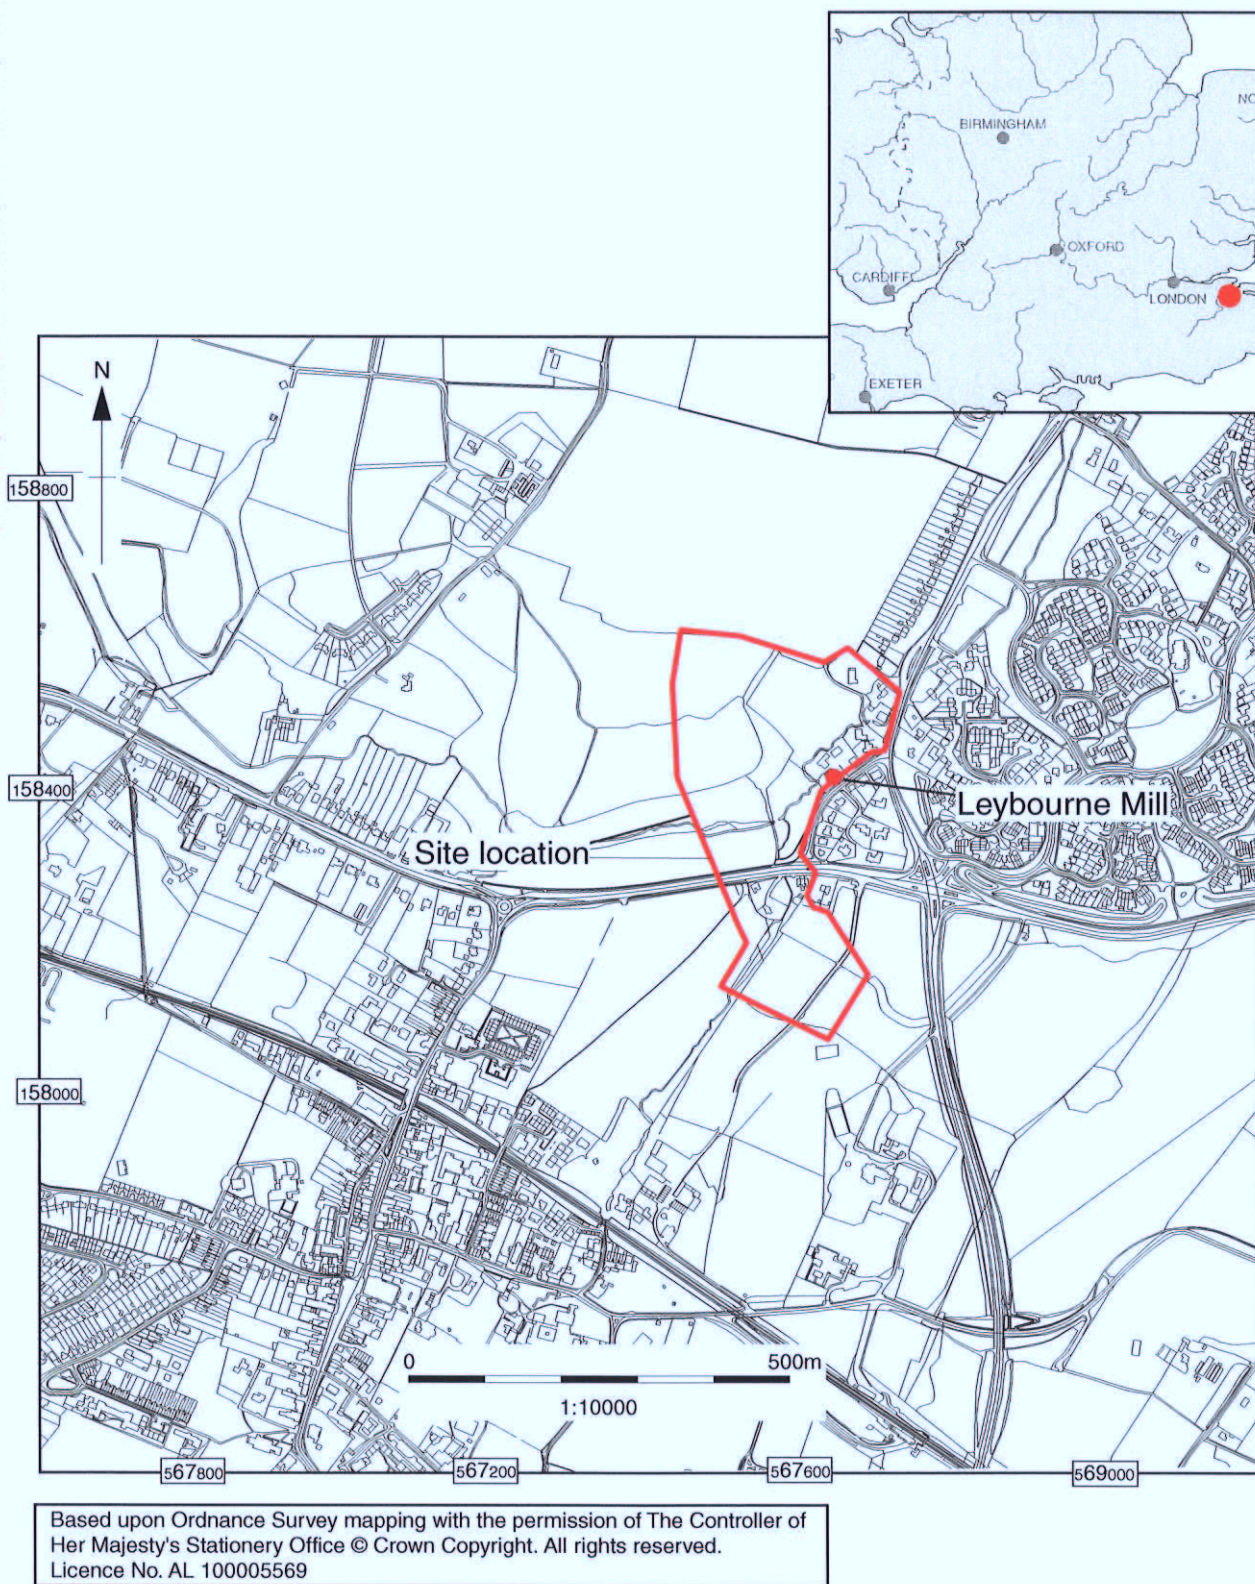 NO
BIRMINGHAM
OXFORD
CARDIFF
LONDON
EXETER
N
158800
158400
Leybourne Mill
Site location
158000
0 500m
1:10000
567800 567200 567600 569000
Based upon Ordnance Survey mapping with the permission of The Controller of
Her Majesty's Stationery Office © Crown Copyright. All rights reserved.
Licence No. AL 100005569